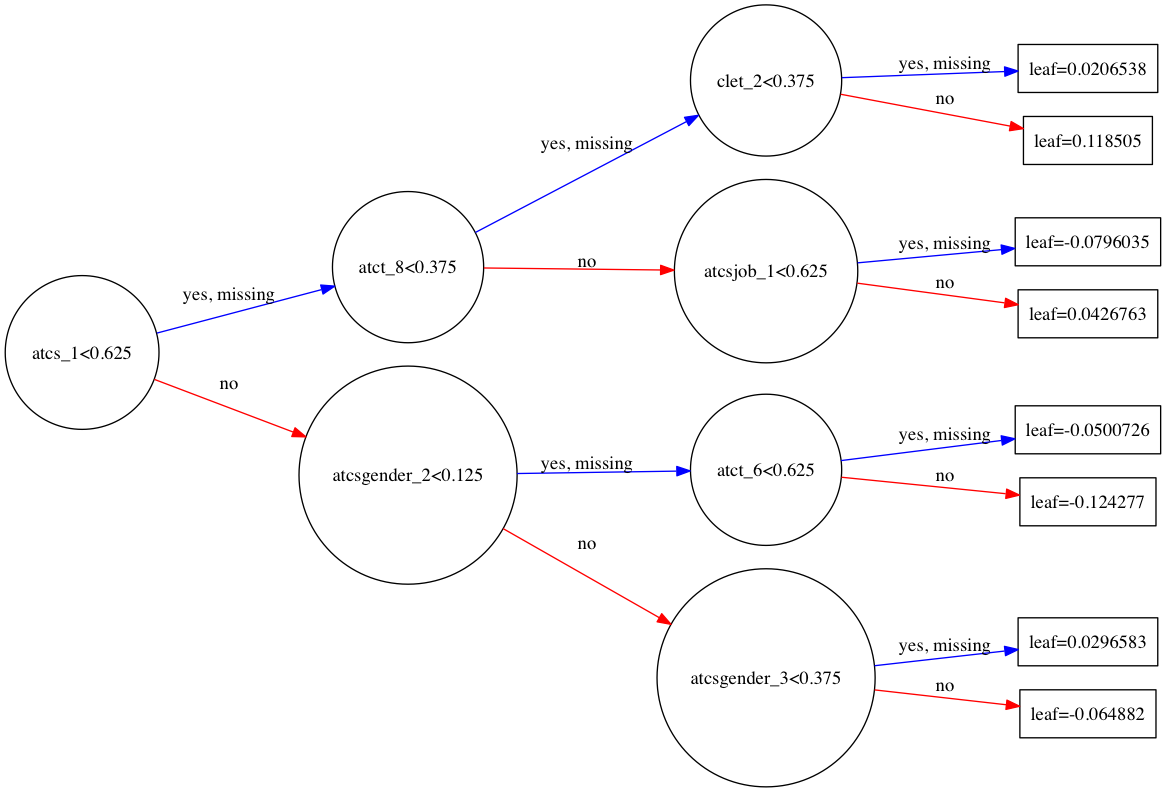 clet_2<0.375
yes, missing
leaf=0.0206538
no
leaf=0.118505
yes, missing
atct_8<0.375
no
atcsjob_1<0.625
yes, missing
leaf=-0.0796035
no
leaf=0.0426763
yes, missing
atcs_1<0.625
no
atcsgender_2<0.125
yes, missing
atct_6<0.625
yes, missing
leaf=-0.0500726
no
leaf=-0.124277
no
atcsgender_3<0.375
yes, missing
leaf=0.0296583
no
leaf=-0.064882